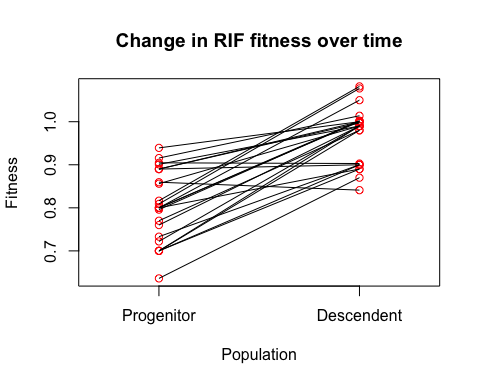 Change in RIF fitness over time
Fitness
1.0
0.9
0.8
0.7
Progenitor
Descendent
Population